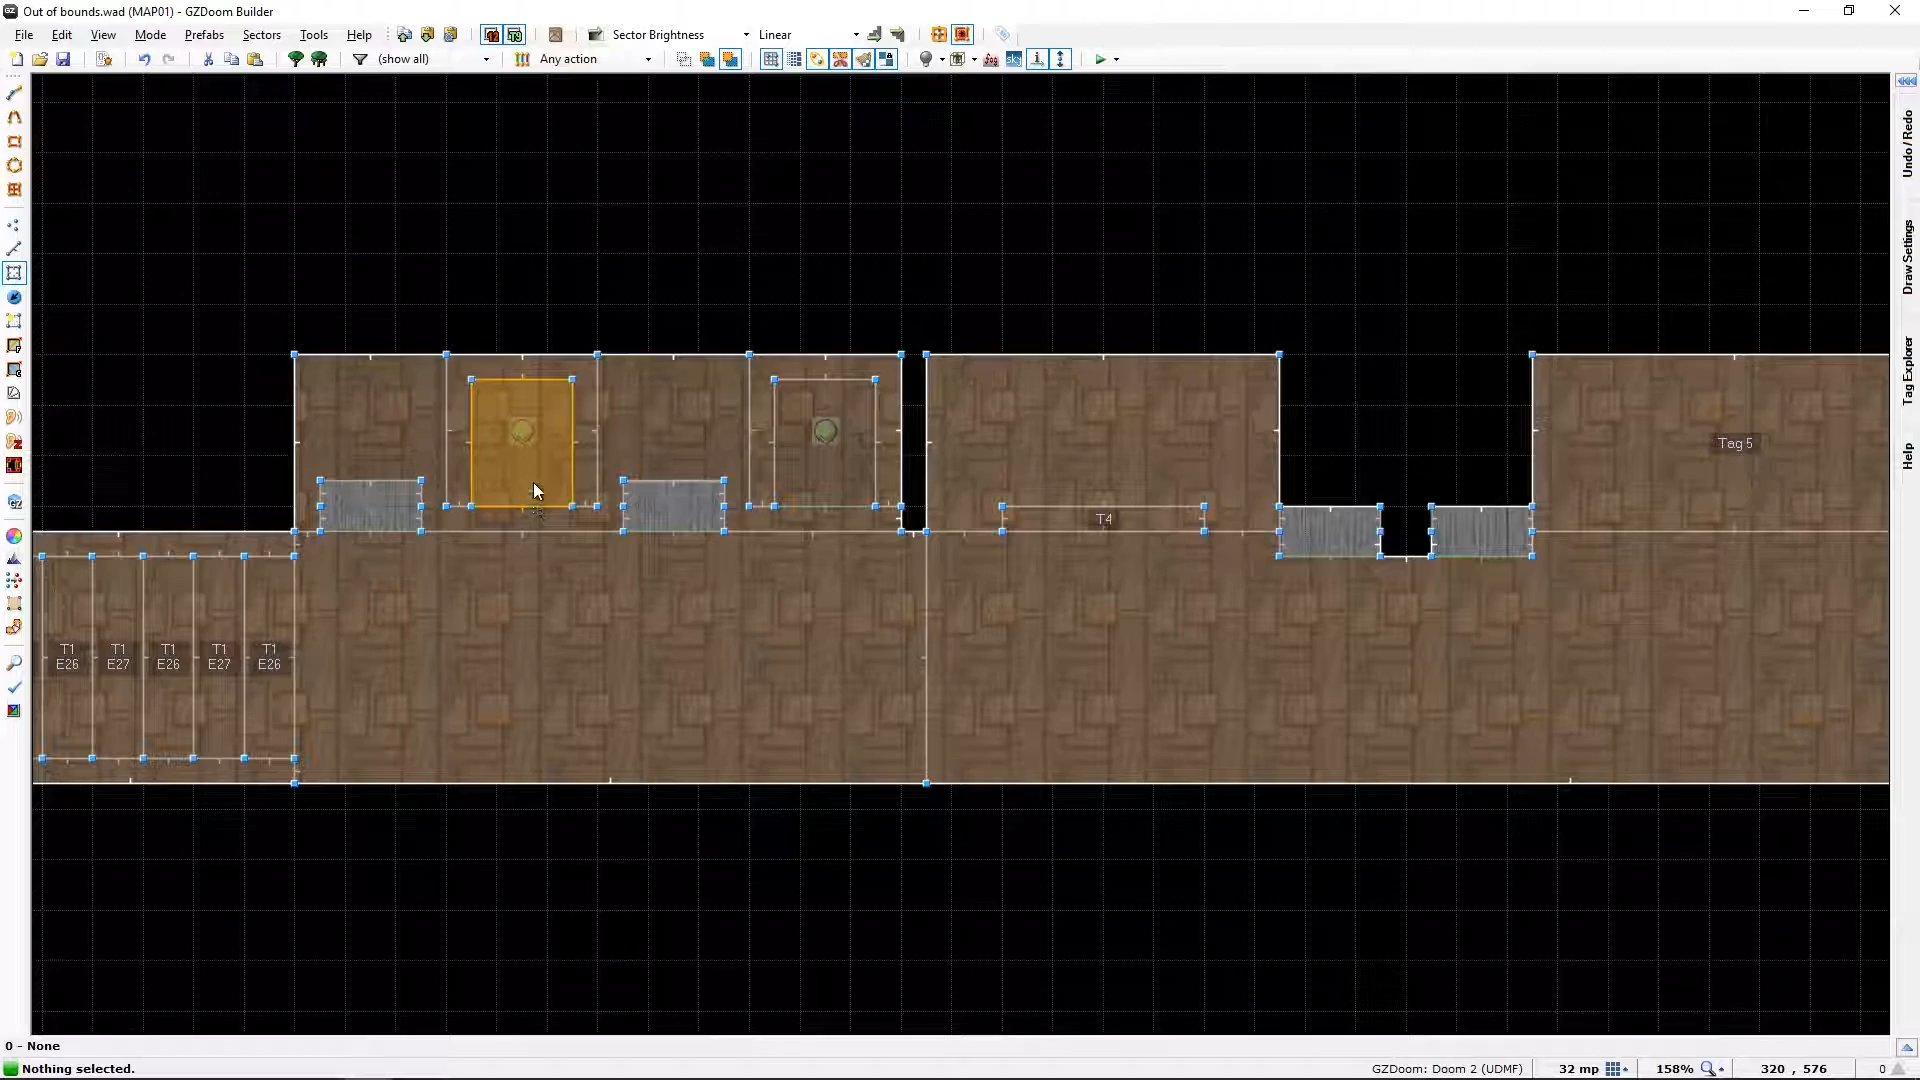 Out of bounds.wad (MAP01) - GZDoom Builder
File Edit View Mode Prefabs Sectors Tools Help Sector Brightness Linear
(show all) Any action
Undo / Redo
Draw Settings
Tag Explorer
Help
Tag 5
T4
T1 T1 T1 T1 T1
E26 E27 E26 E27 E26
0 - None
Nothing selected. GZDoom: Doom 2 (UDMF) 32 mp 158% 320 , 576 0